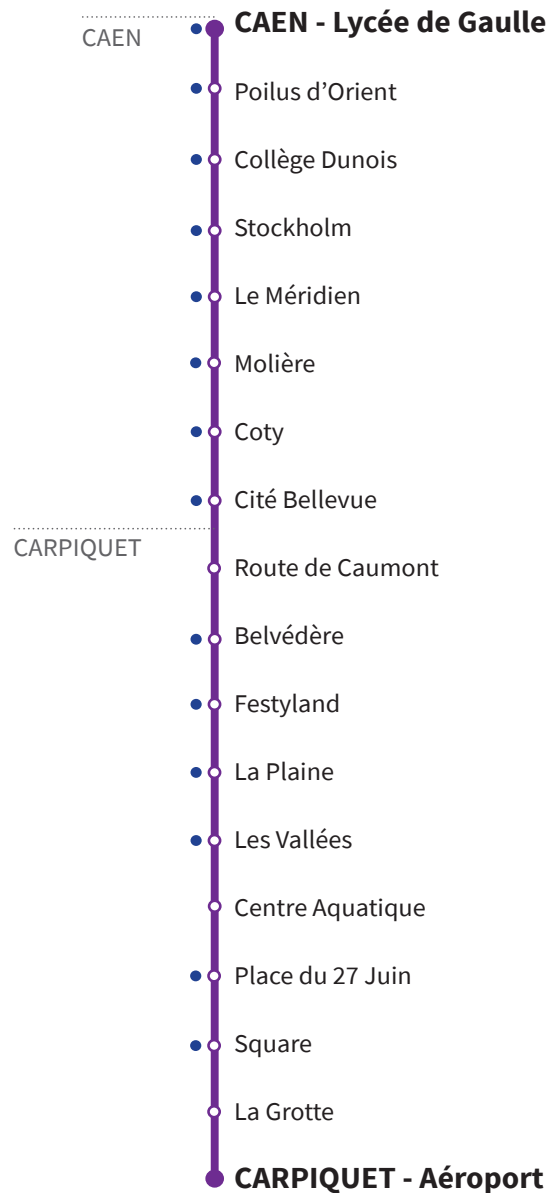 CAEN - Lycée de Gaulle
CAEN
Poilus d’Orient
Collège Dunois
Stockholm
Le Méridien
Molière
Coty
Cité Bellevue
CARPIQUET
Route de Caumont
Belvédère
Festyland
La Plaine
Les Vallées
Centre Aquatique
Place du 27 Juin
Square
La Grotte
CARPIQUET - Aéroport